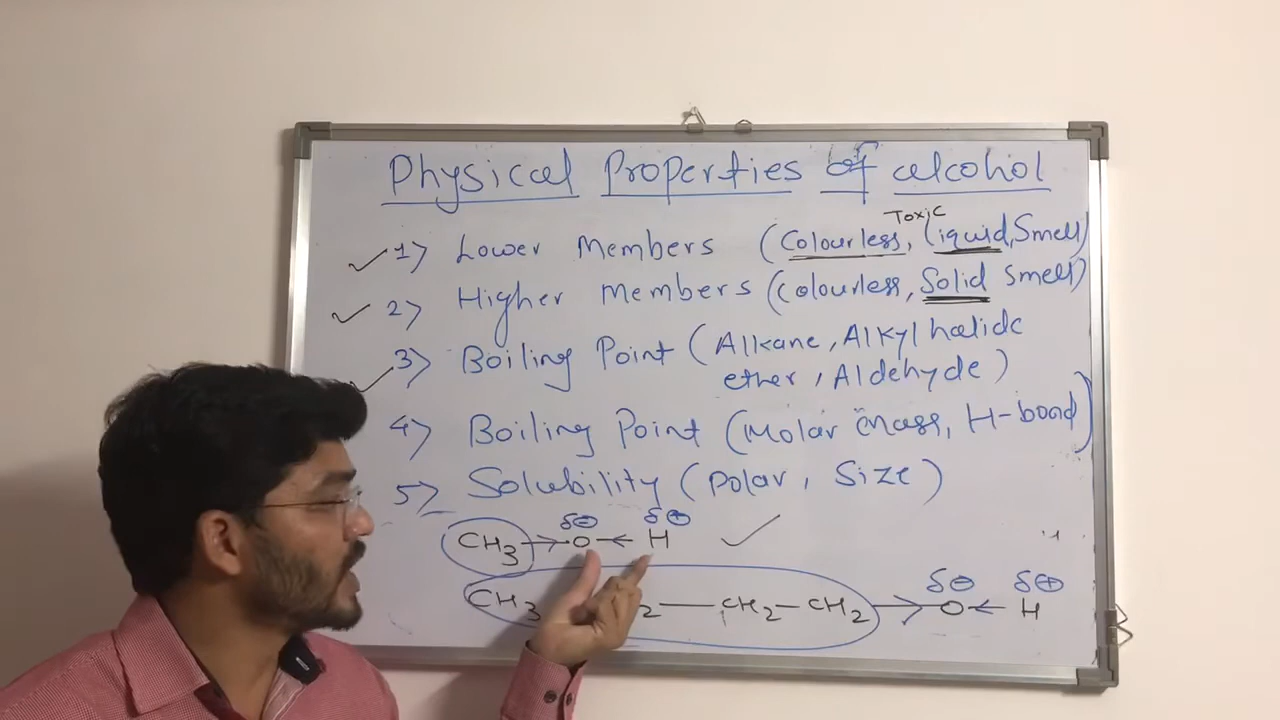 Physical Properties of alcohol
Toxic
1) Lower Members (Colourless, Liquid, Smell)
2) Higher Members (Colourless, Solid Smell)
3) Boiling Point (Alkane, Alkyl halide
ether, Aldehyde)
4) Boiling Point (Molar mass, H-bond)
5) Solubility (Polar, Size)
δ⊖ δ⊕
CH3 → O ← H ✓
δ⊖ δ⊕
CH3 2 — CH2 — CH2 → O ← H